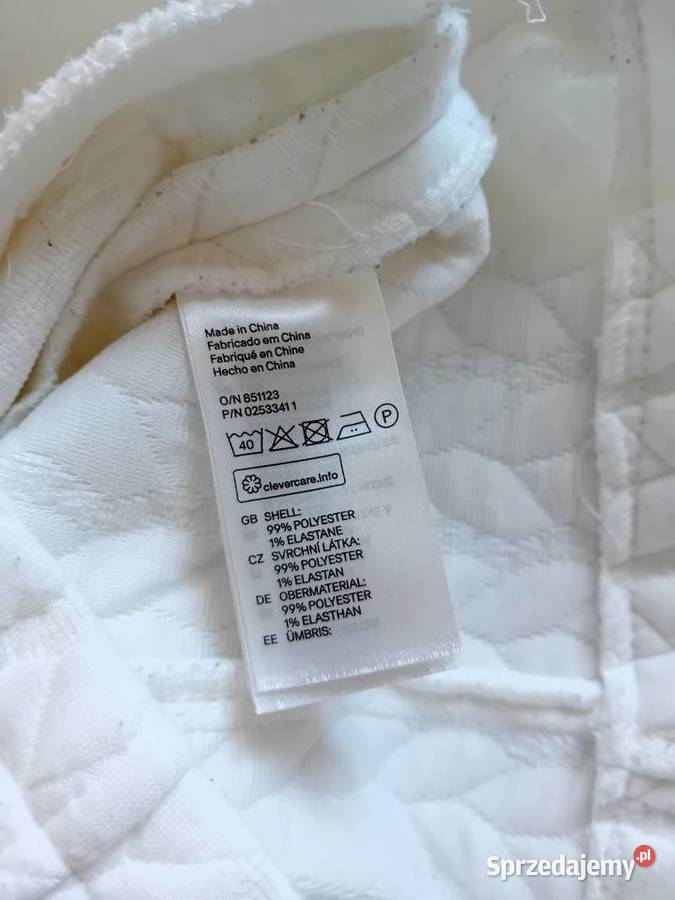 Made in China
Fabricado em China
Fabriqué en Chine
Hecho en China
O/N 851123
P/N 02533411
40 P
clevercare.info
GB SHELL:
99% POLYESTER
1% ELASTANE
CZ SVRCHNÍ LÁTKA:
99% POLYESTER
1% ELASTAN
DE OBERMATERIAL:
99% POLYESTER
1% ELASTHAN
EE ÜMBRIS:
Sprzedajemy.pl